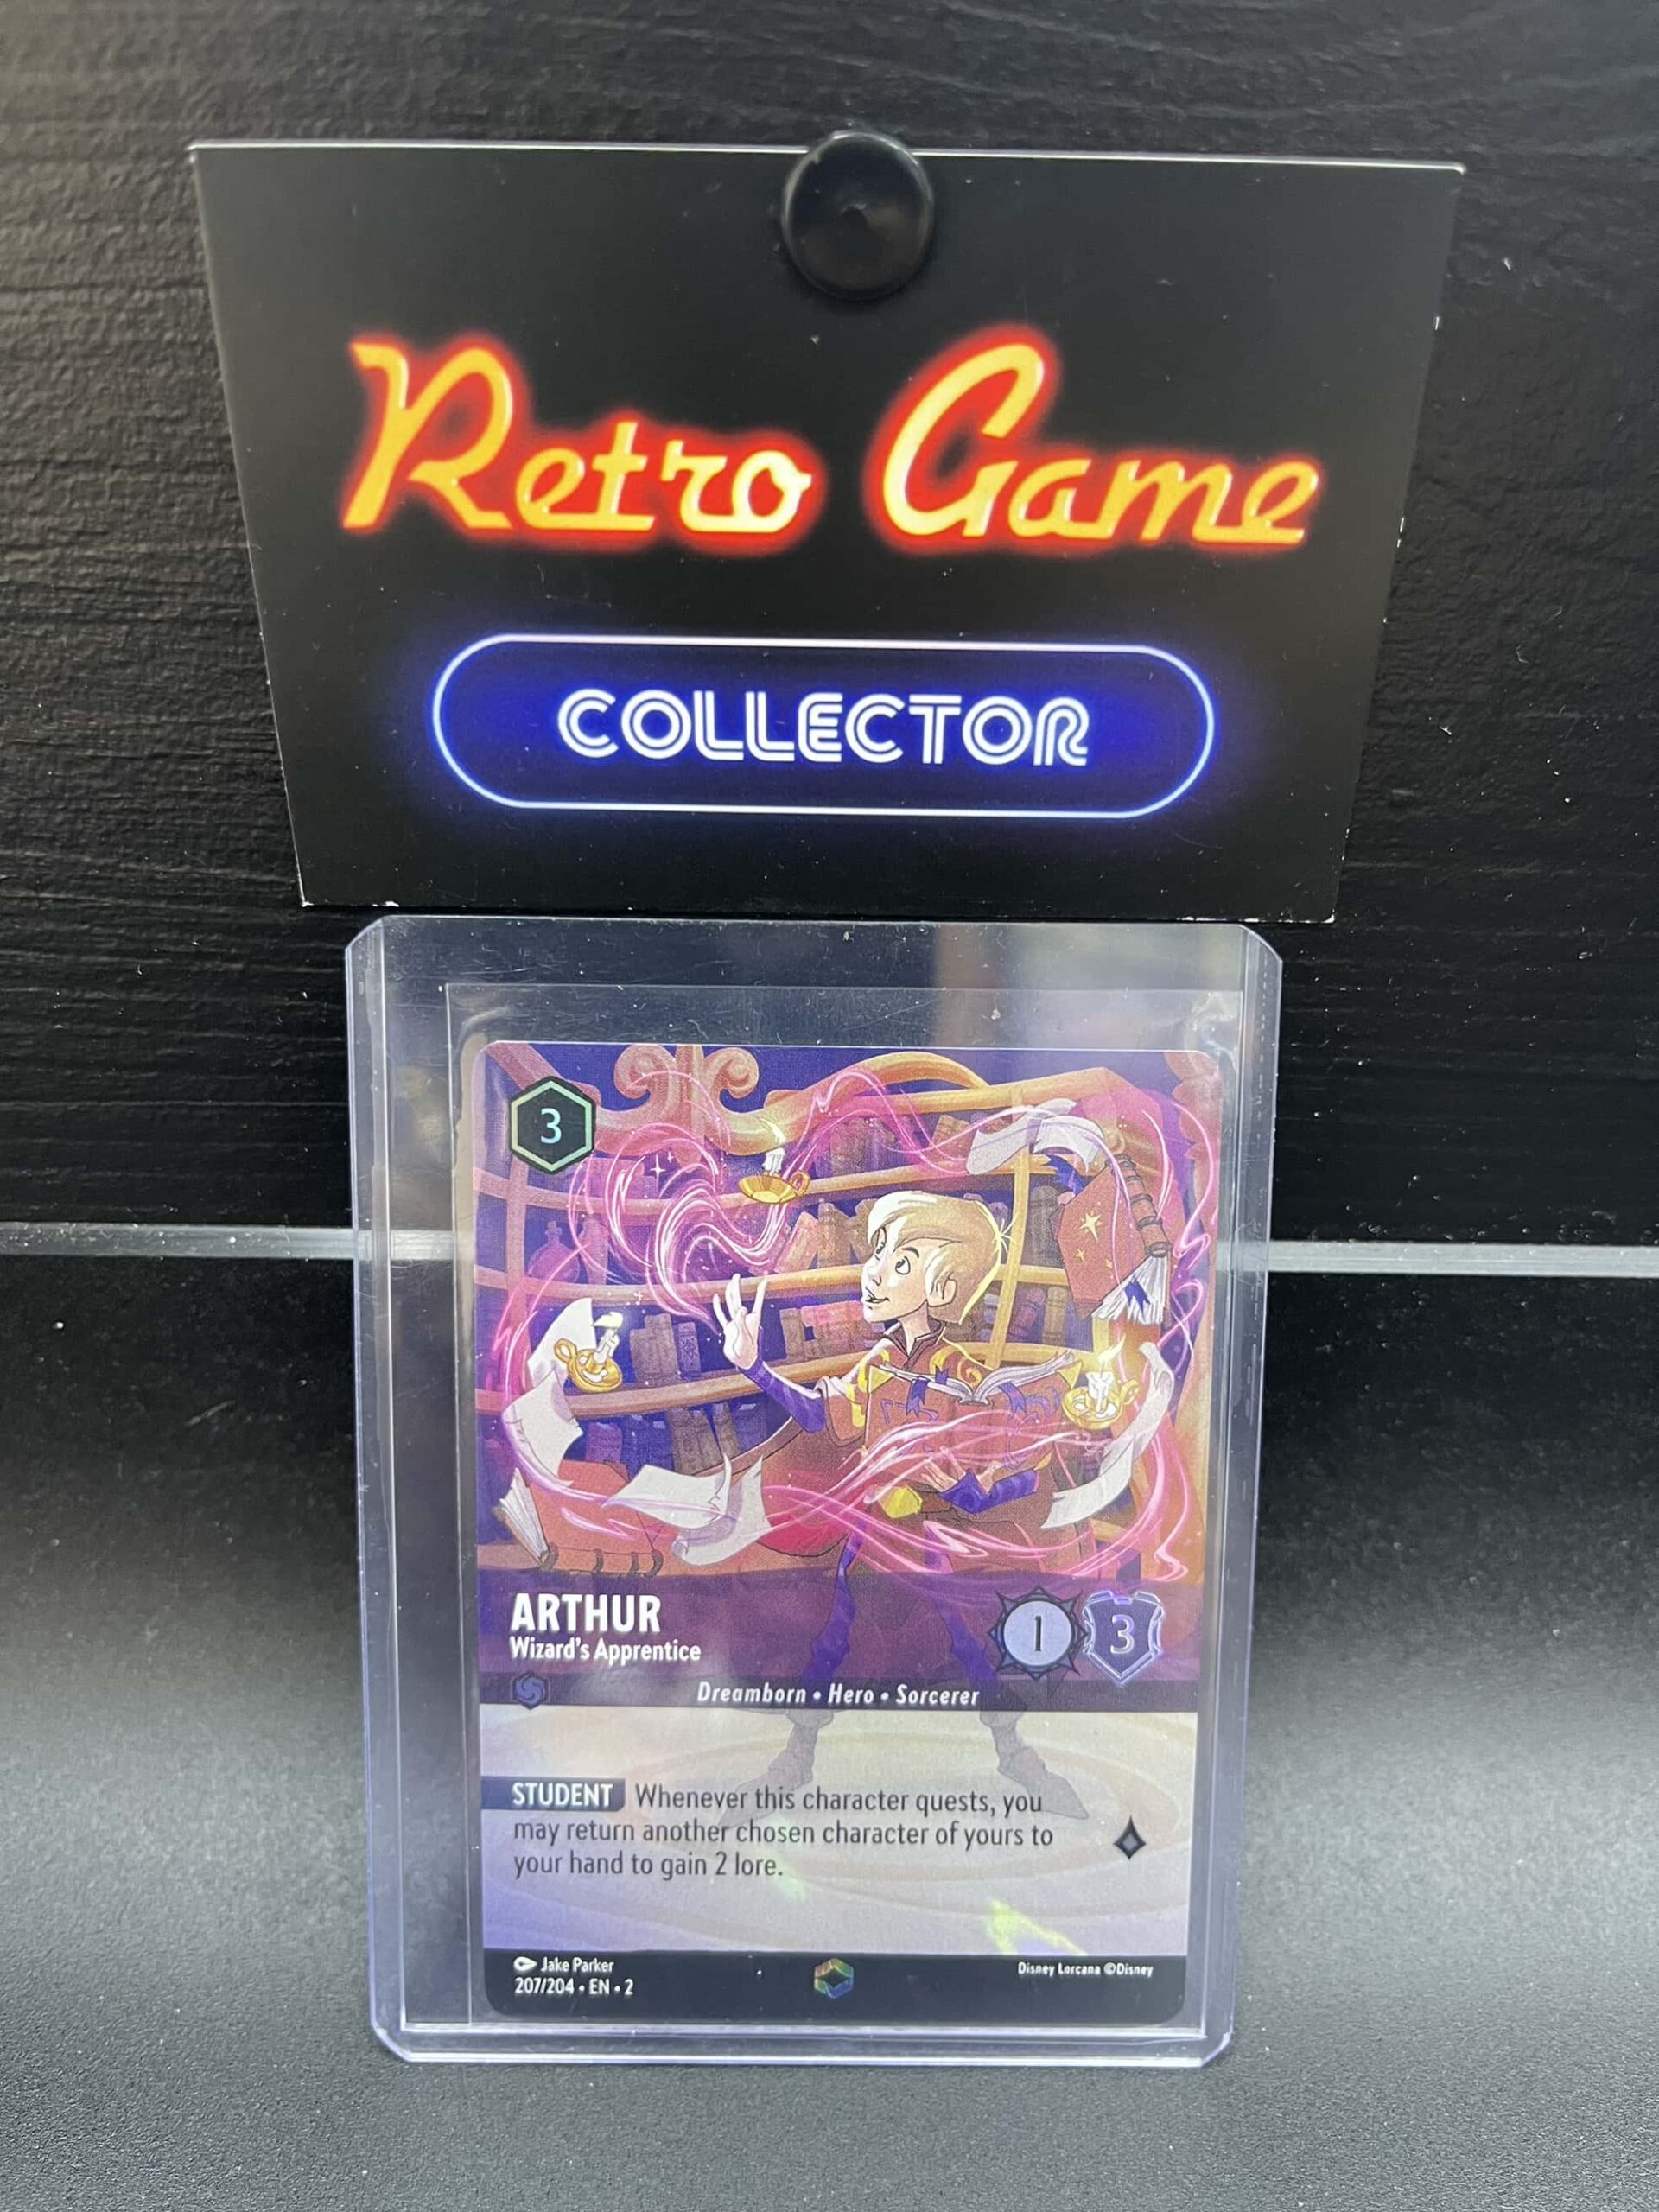 Retro Game
COLLECTOR
3
ARTHUR
Wizard's Apprentice
1 3
Dreamborn • Hero • Sorcerer
STUDENT Whenever this character quests, you
may return another chosen character of yours to
your hand to gain 2 lore.
Jake Parker
207/204 • EN • 2
Disney Lorcana ©Disney